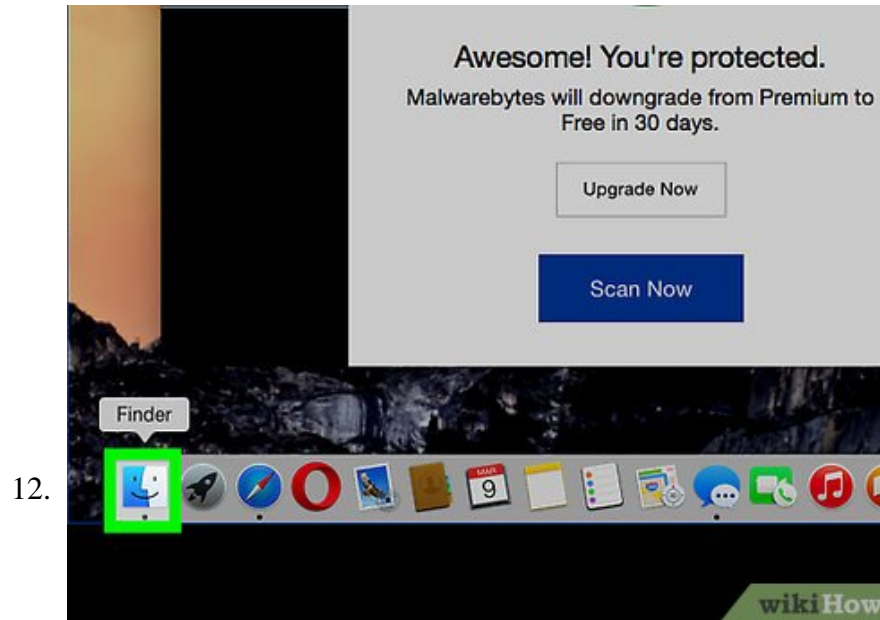 Awesome! You're protected.
Malwarebytes will downgrade from Premium to
Free in 30 days.
Upgrade Now
Scan Now
Finder
12.
MAR
9
wikiHow